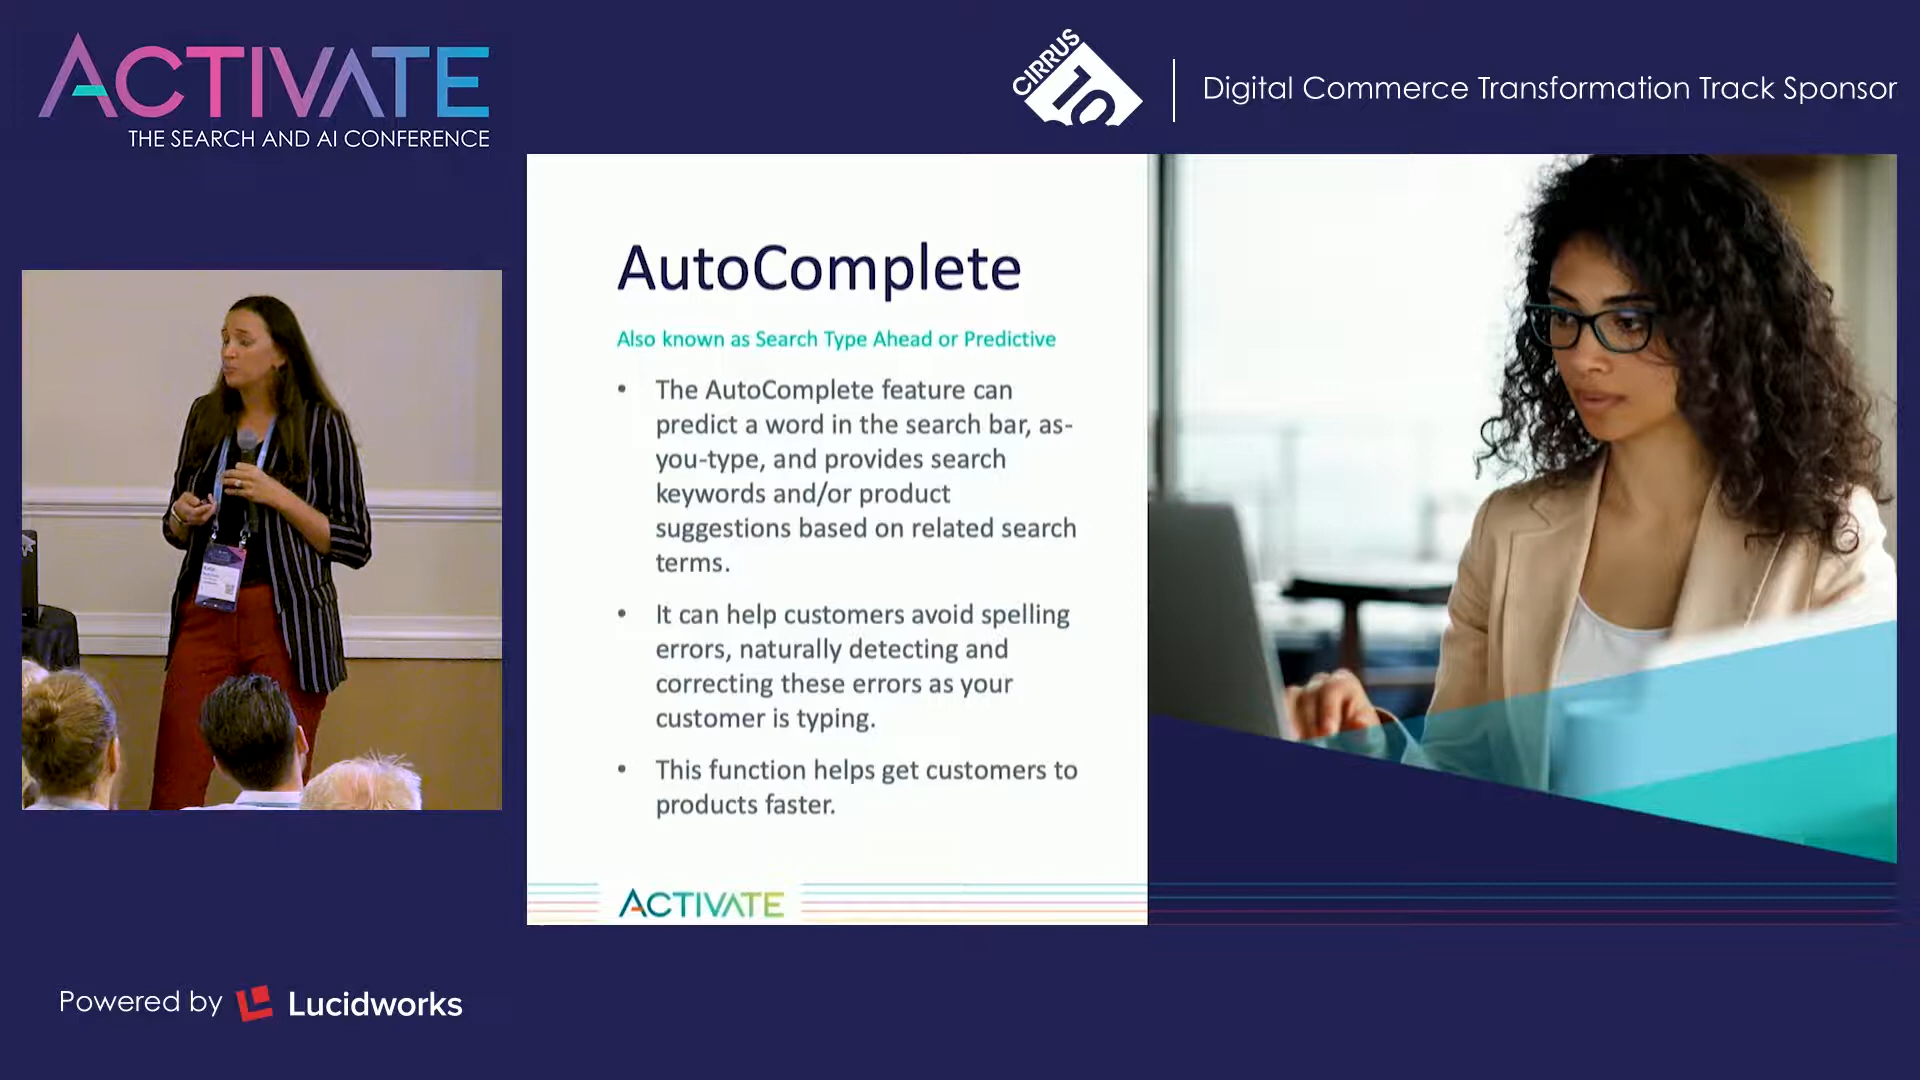 ACTIVATE
THE SEARCH AND AI CONFERENCE
CIRRUS
10
Digital Commerce Transformation Track Sponsor
AutoComplete
Also known as Search Type Ahead or Predictive
• The AutoComplete feature can
predict a word in the search bar, as-
you-type, and provides search
keywords and/or product
suggestions based on related search
terms.
• It can help customers avoid spelling
errors, naturally detecting and
correcting these errors as your
customer is typing.
• This function helps get customers to
products faster.
ACTIVATE
Powered by Lucidworks